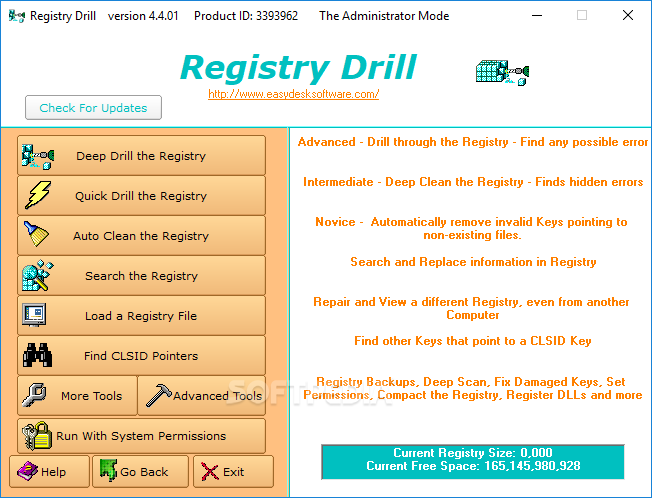 Registry Drill version 4.4.01 Product ID: 3393962 The Administrator Mode
Registry Drill
http://www.easydesksoftware.com/
Check For Updates
Deep Drill the Registry
Advanced - Drill through the Registry - Find any possible error
Quick Drill the Registry
Intermediate - Deep Clean the Registry - Finds hidden errors
Auto Clean the Registry
Novice - Automatically remove invalid Keys pointing to
non-existing files.
Search the Registry
Search and Replace information in Registry
Load a Registry File
Repair and View a different Registry, even from another
Computer
Find CLSID Pointers
Find other Keys that point to a CLSID Key
More Tools
Advanced Tools
Registry Backups, Deep Scan, Fix Damaged Keys, Set
Permissions, Compact the Registry, Register DLLs and more
SOFTPEDIA
Run With System Permissions
Help
Go Back
Exit
Current Registry Size: 0,000
Current Free Space: 165,145,980,928